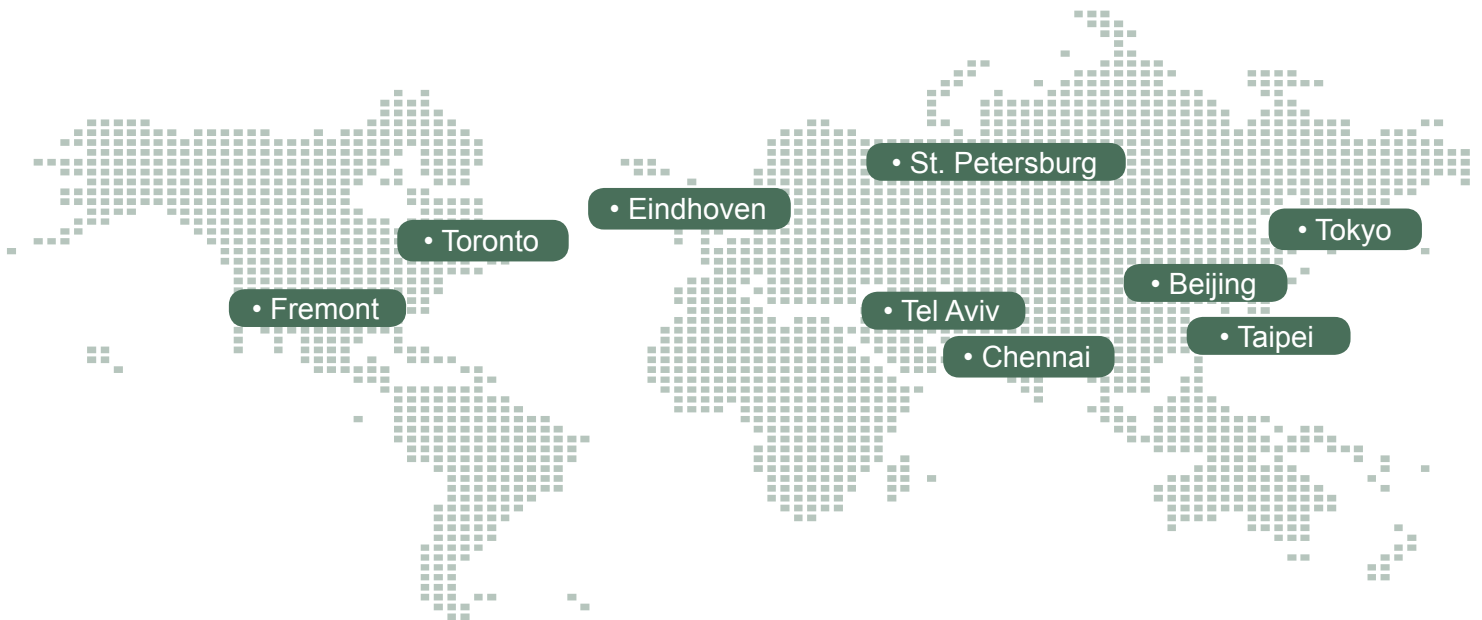 • St. Petersburg
• Eindhoven
• Toronto
• Tokyo
• Beijing
• Fremont
• Tel Aviv
• Taipei
• Chennai